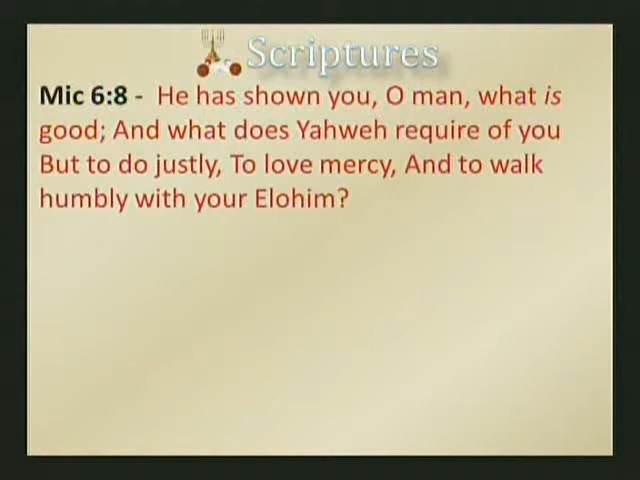 Scriptures
Mic 6:8 - He has shown you, O man, what is
good; And what does Yahweh require of you
But to do justly, To love mercy, And to walk
humbly with your Elohim?